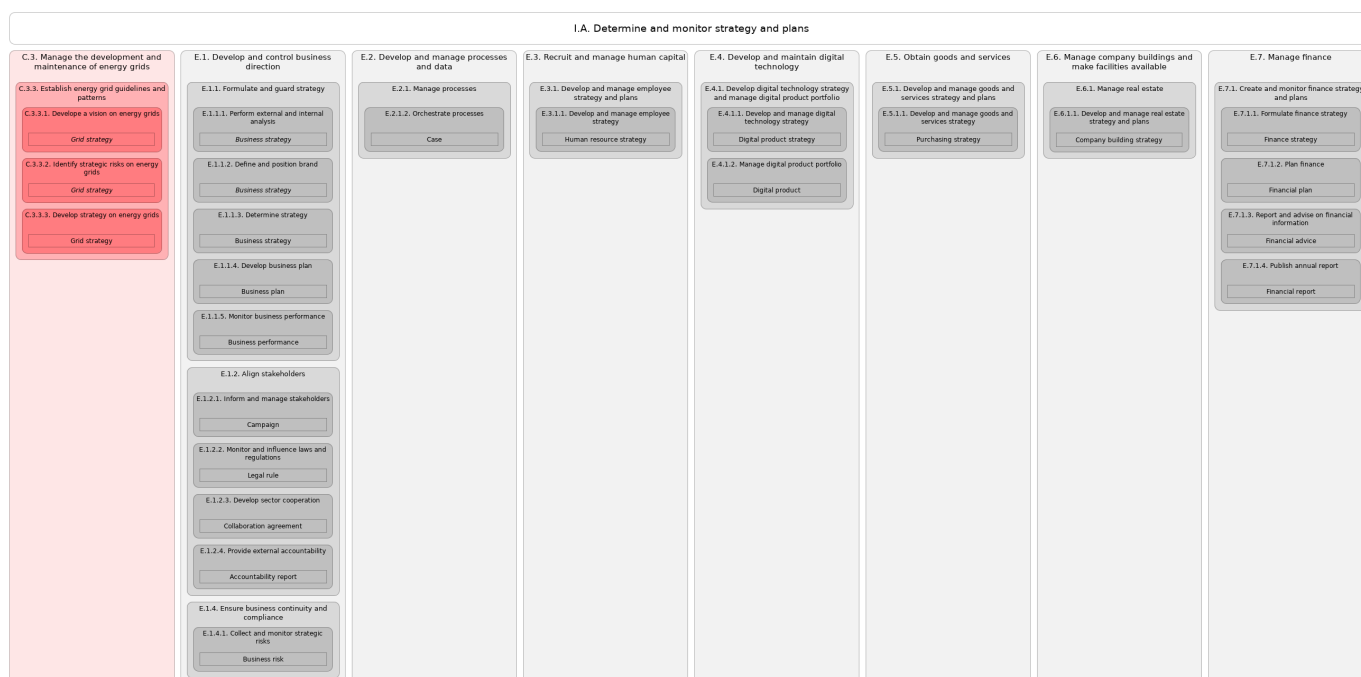 I.A. Determine and monitor strategy and plans
C.3. Manage the development and
maintenance of energy grids
C.3.3. Establish energy grid guidelines and
patterns
C.3.3.1. Develope a vision on energy grids
Grid strategy
C.3.3.2. Identify strategic risks on energy
grids
Grid strategy
C.3.3.3. Develop strategy on energy grids
Grid strategy
E.1. Develop and control business
direction
E.1.1. Formulate and guard strategy
E.1.1.1. Perform external and internal
analysis
Business strategy
E.1.1.2. Define and position brand
Business strategy
E.1.1.3. Determine strategy
Business strategy
E.1.1.4. Develop business plan
Business plan
E.1.1.5. Monitor business performance
Business performance
E.1.2. Align stakeholders
E.1.2.1. Inform and manage stakeholders
Campaign
E.1.2.2. Monitor and influence laws and
regulations
Legal rule
E.1.2.3. Develop sector cooperation
Collaboration agreement
E.1.2.4. Provide external accountability
Accountability report
E.1.4. Ensure business continuity and
compliance
E.1.4.1. Collect and monitor strategic
risks
Business risk
E.2. Develop and manage processes
and data
E.2.1. Manage processes
E.2.1.2. Orchestrate processes
Case
E.3. Recruit and manage human capital
E.3.1. Develop and manage employee
strategy and plans
E.3.1.1. Develop and manage employee
strategy
Human resource strategy
E.4. Develop and maintain digital
technology
E.4.1. Develop digital technology strategy
and manage digital product portfolio
E.4.1.1. Develop and manage digital
technology strategy
Digital product strategy
E.4.1.2. Manage digital product portfolio
Digital product
E.5. Obtain goods and services
E.5.1. Develop and manage goods and
services strategy and plans
E.5.1.1. Develop and manage goods and
services strategy
Purchasing strategy
E.6. Manage company buildings and
make facilities available
E.6.1. Manage real estate
E.6.1.1. Develop and manage real estate
strategy and plans
Company building strategy
E.7. Manage finance
E.7.1. Create and monitor finance strategy
and plans
E.7.1.1. Formulate finance strategy
Finance strategy
E.7.1.2. Plan finance
Financial plan
E.7.1.3. Report and advise on financial
information
Financial advice
E.7.1.4. Publish annual report
Financial report